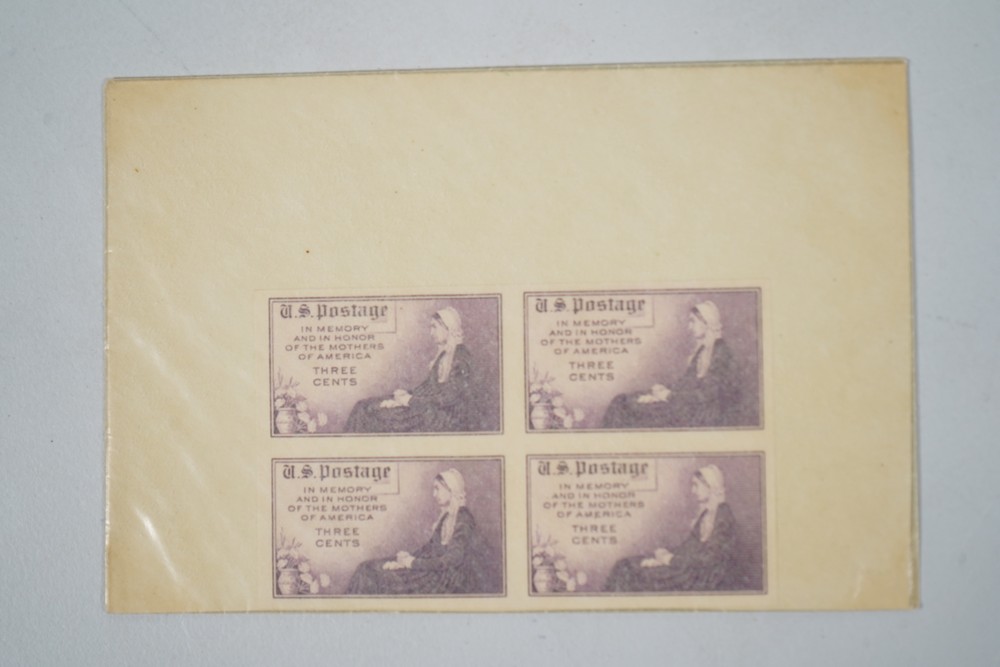 U.S. Postage
IN MEMORY
AND IN HONOR
OF THE MOTHERS
OF AMERICA
THREE
CENTS
U.S. Postage
IN MEMORY
AND IN HONOR
OF THE MOTHERS
OF AMERICA
THREE
CENTS
U.S. Postage
IN MEMORY
AND IN HONOR
OF THE MOTHERS
OF AMERICA
THREE
CENTS
U.S. Postage
IN MEMORY
AND IN HONOR
OF THE MOTHERS
OF AMERICA
THREE
CENTS